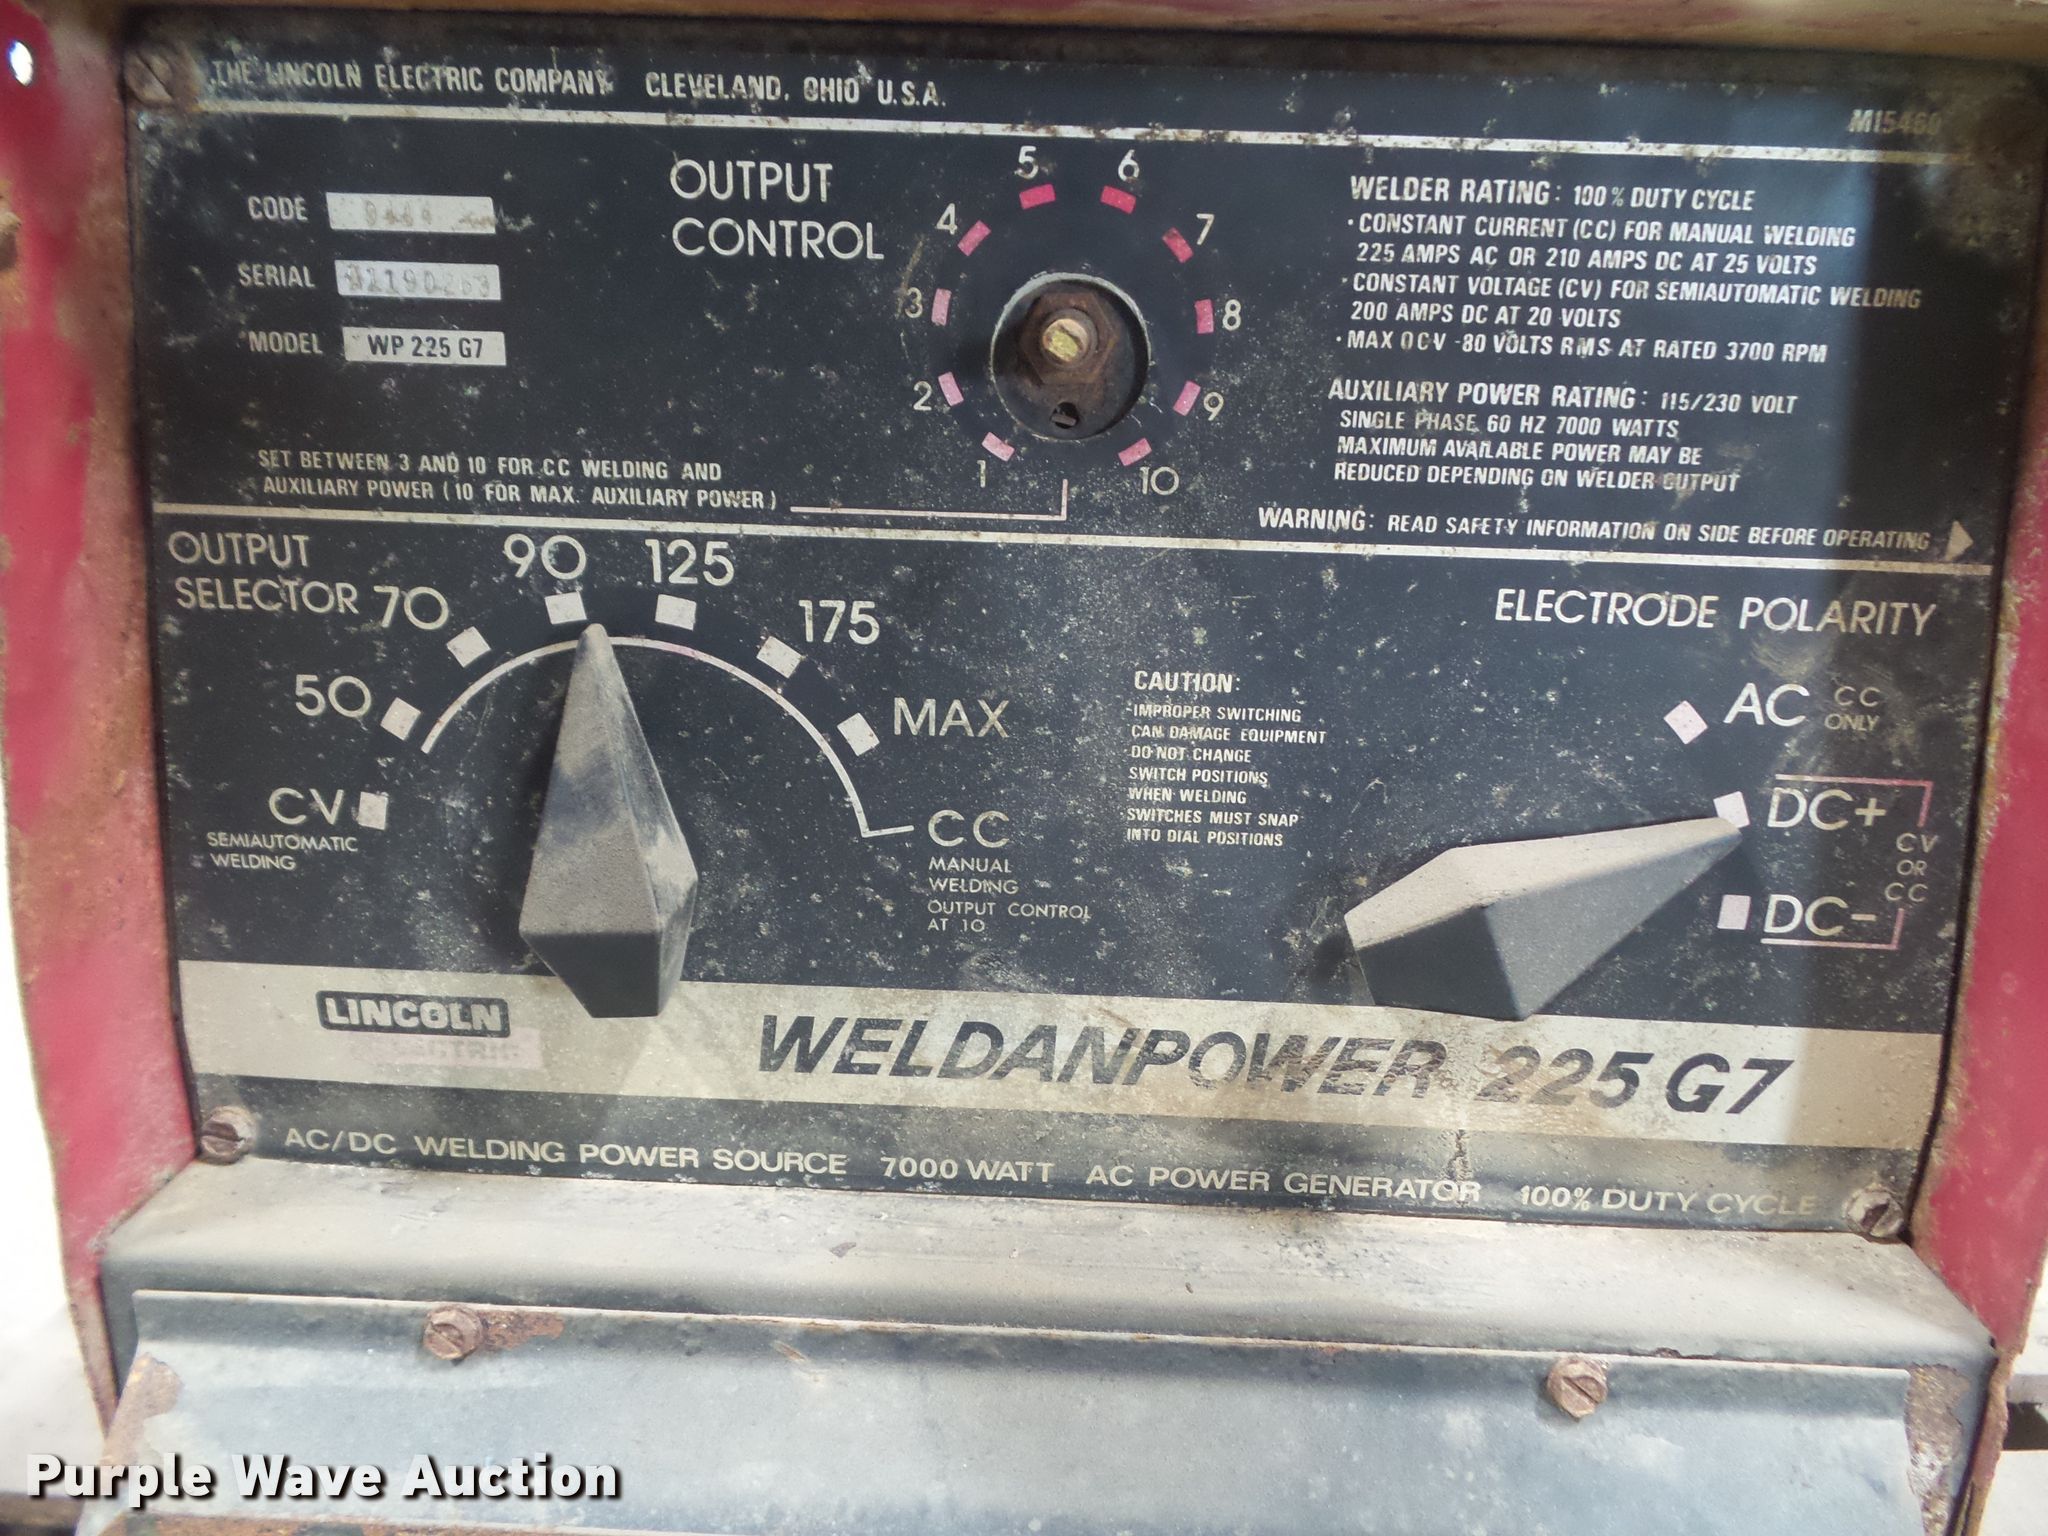 THE LINCOLN ELECTRIC COMPANY CLEVELAND, OHIO U.S.A.
CODE
SERIAL
MODEL WP 225 G7
OUTPUT
CONTROL
1
2
3
4
5
6
7
8
9
10
SET BETWEEN 3 AND 10 FOR CC WELDING AND
AUXILIARY POWER (10 FOR MAX. AUXILIARY POWER)
WELDER RATING: 100% DUTY CYCLE
• CONSTANT CURRENT (CC) FOR MANUAL WELDING
225 AMPS AC OR 210 AMPS DC AT 25 VOLTS
• CONSTANT VOLTAGE (CV) FOR SEMIAUTOMATIC WELDING
200 AMPS DC AT 20 VOLTS
• MAX OCV -80 VOLTS RMS AT RATED 3700 RPM
AUXILIARY POWER RATING: 115/230 VOLT
SINGLE PHASE 60 HZ 7000 WATTS
MAXIMUM AVAILABLE POWER MAY BE
REDUCED DEPENDING ON WELDER OUTPUT
WARNING: READ SAFETY INFORMATION ON SIDE BEFORE OPERATING
OUTPUT
SELECTOR
CV
SEMIAUTOMATIC
WELDING
50
70
90
125
175
MAX
CC
MANUAL
WELDING
OUTPUT CONTROL
AT 10
CAUTION:
IMPROPER SWITCHING
CAN DAMAGE EQUIPMENT
DO NOT CHANGE
SWITCH POSITIONS
WHEN WELDING
SWITCHES MUST SNAP
INTO DIAL POSITIONS
ELECTRODE POLARITY
AC CC
ONLY
DC+
DC-
CV
OR
CC
LINCOLN
ELECTRIC
WELDANPOWER 225 G7
AC/DC WELDING POWER SOURCE 7000 WATT AC POWER GENERATOR 100% DUTY CYCLE
Purple Wave Auction